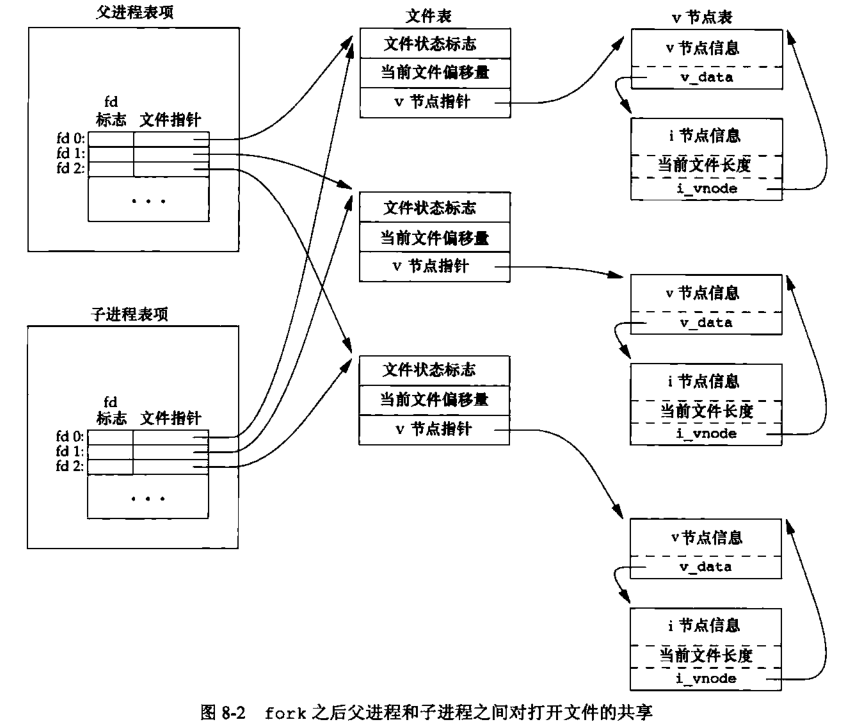 父进程表项
fd
标志 文件指针
fd 0:
fd 1:
fd 2:
...
子进程表项
fd
标志 文件指针
fd 0:
fd 1:
fd 2:
...
文件表
文件状态标志
当前文件偏移量
v 节点指针
文件状态标志
当前文件偏移量
v 节点指针
文件状态标志
当前文件偏移量
v 节点指针
v 节点表
v 节点信息
v_data
i 节点信息
当前文件长度
i_vnode
v 节点信息
v_data
i 节点信息
当前文件长度
i_vnode
v节点信息
v_data
i 节点信息
当前文件长度
i_vnode
图 8-2 fork 之后父进程和子进程之间对打开文件的共享